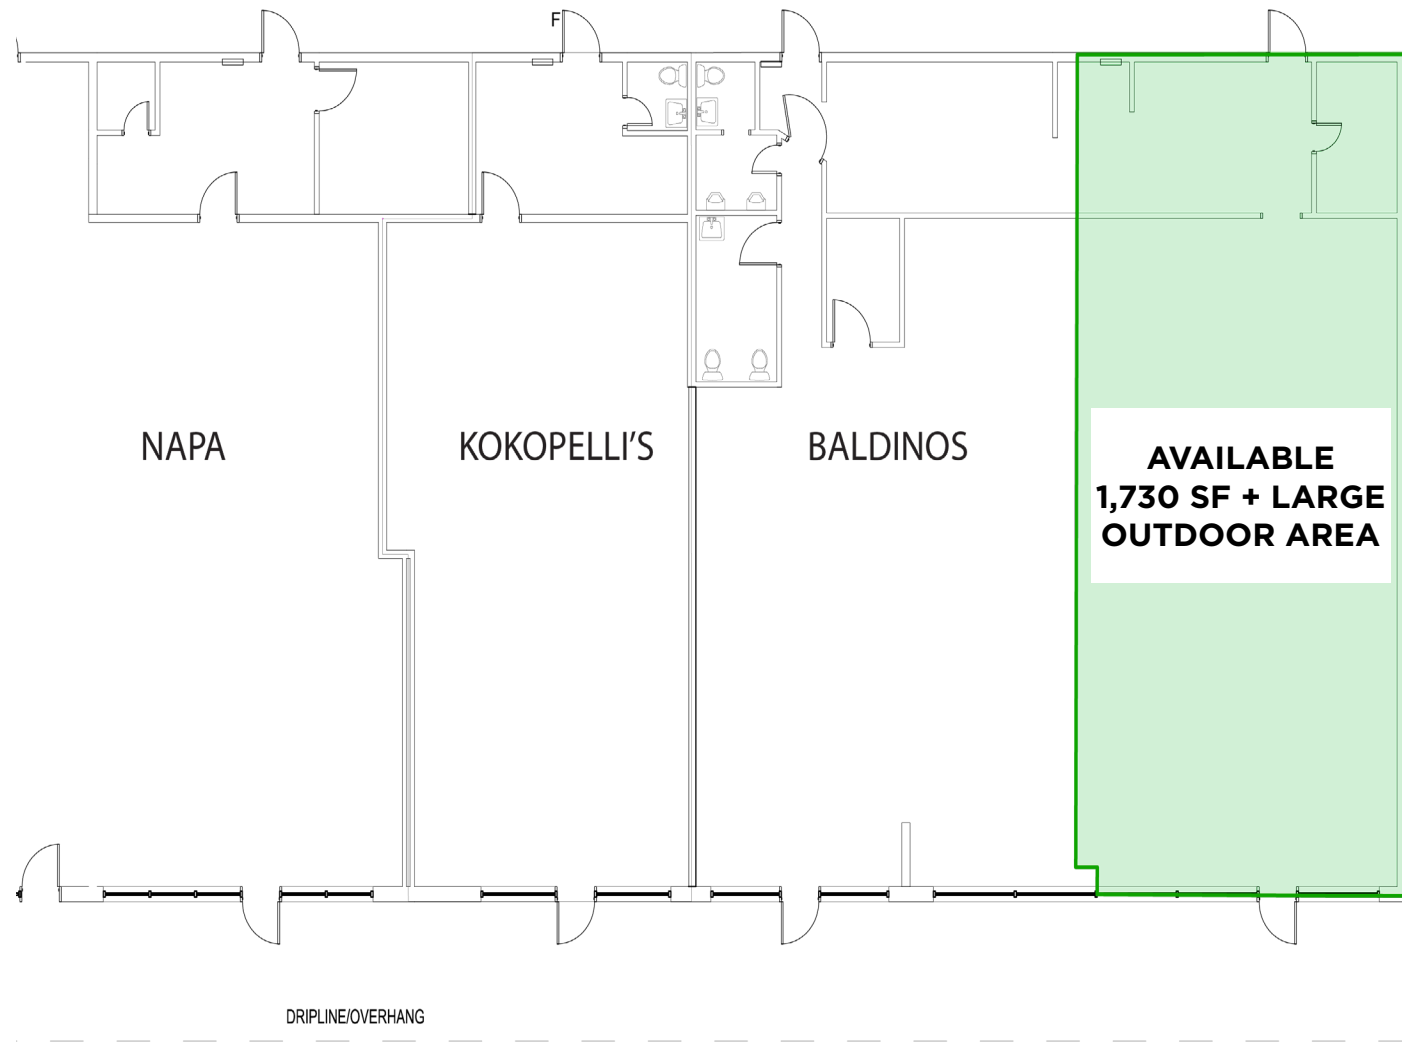 F
NAPA
KOKOPELLI'S
BALDINOS
AVAILABLE
1,730 SF + LARGE
OUTDOOR AREA
DRIPLINE/OVERHANG